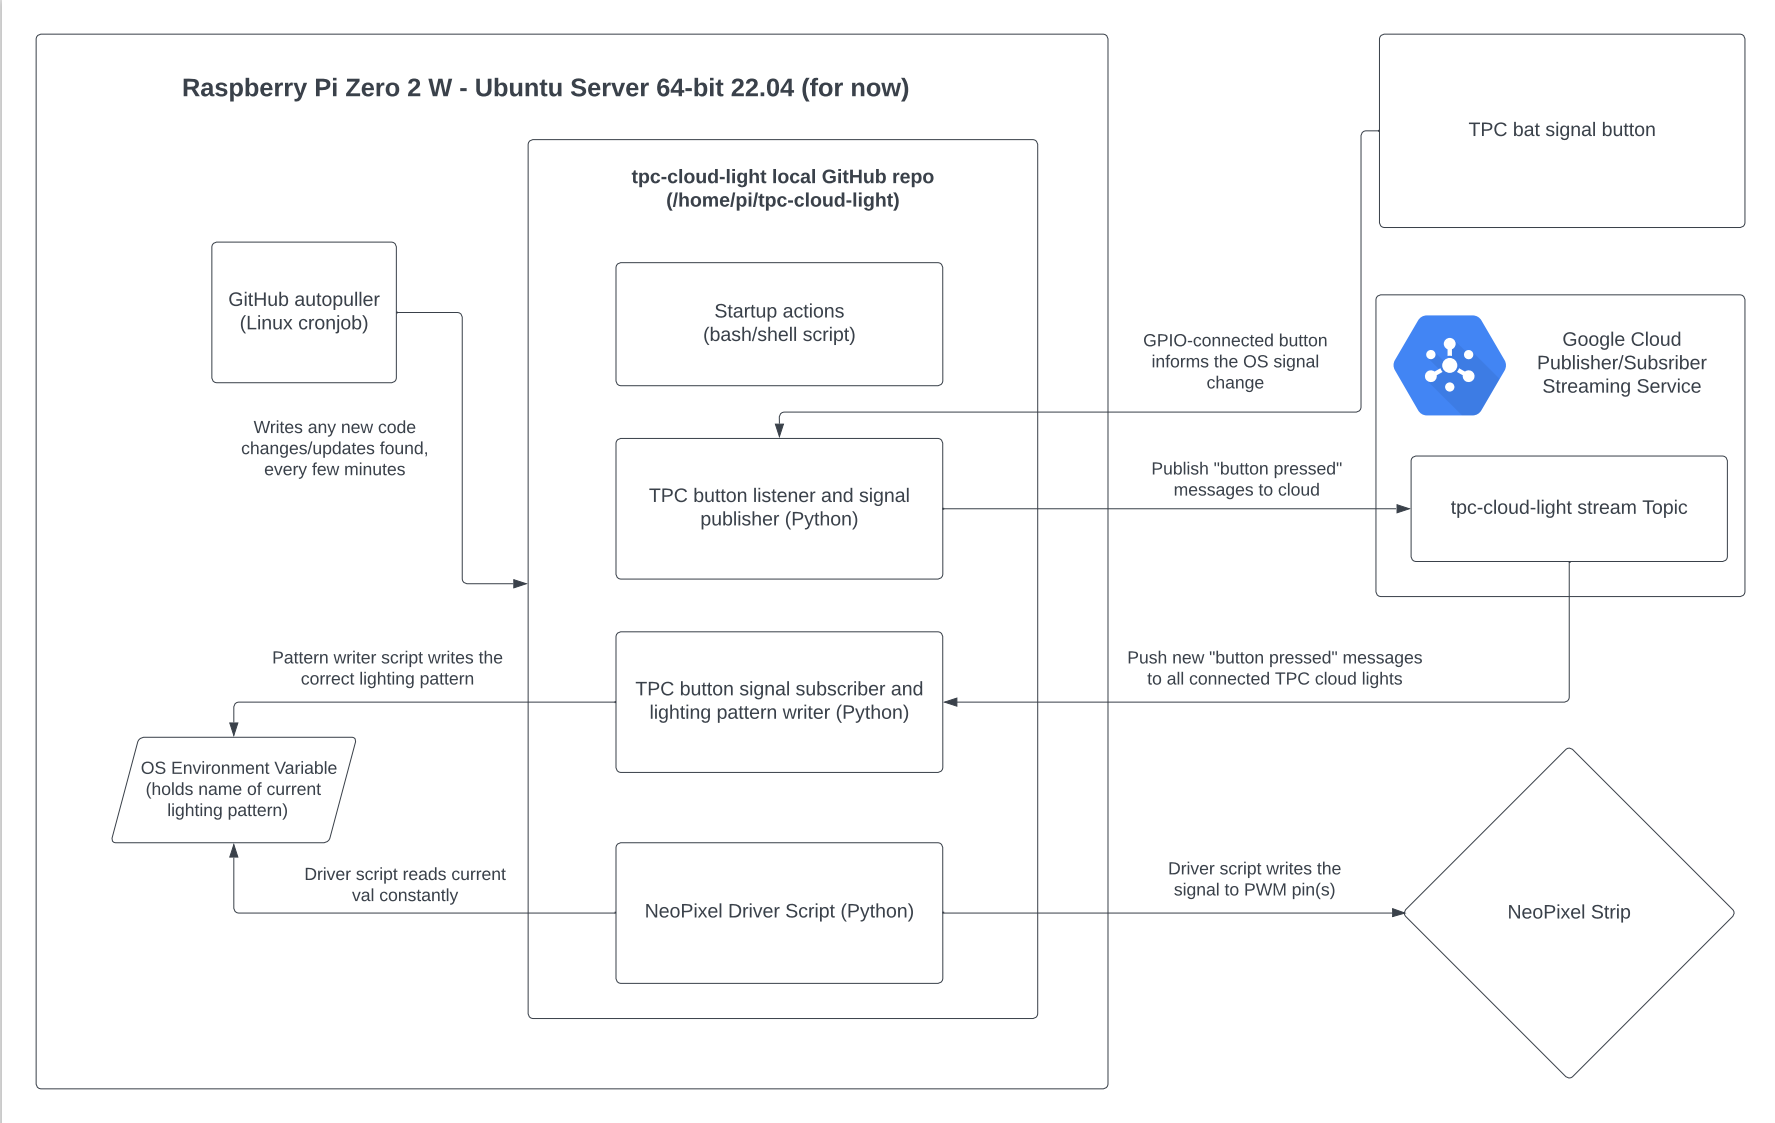 Raspberry Pi Zero 2 W - Ubuntu Server 64-bit 22.04 (for now)
TPC bat signal button
tpc-cloud-light local GitHub repo
(/home/pi/tpc-cloud-light)
GitHub autopuller
(Linux cronjob)
Startup actions
(bash/shell script)
GPIO-connected button
informs the OS signal
change
Google Cloud
Publisher/Subsriber
Streaming Service
Writes any new code
changes/updates found,
every few minutes
TPC button listener and signal
publisher (Python)
Publish "button pressed"
messages to cloud
tpc-cloud-light stream Topic
Pattern writer script writes the
correct lighting pattern
TPC button signal subscriber and
lighting pattern writer (Python)
Push new "button pressed" messages
to all connected TPC cloud lights
OS Environment Variable
(holds name of current
lighting pattern)
Driver script reads current
val constantly
NeoPixel Driver Script (Python)
Driver script writes the
signal to PWM pin(s)
NeoPixel Strip